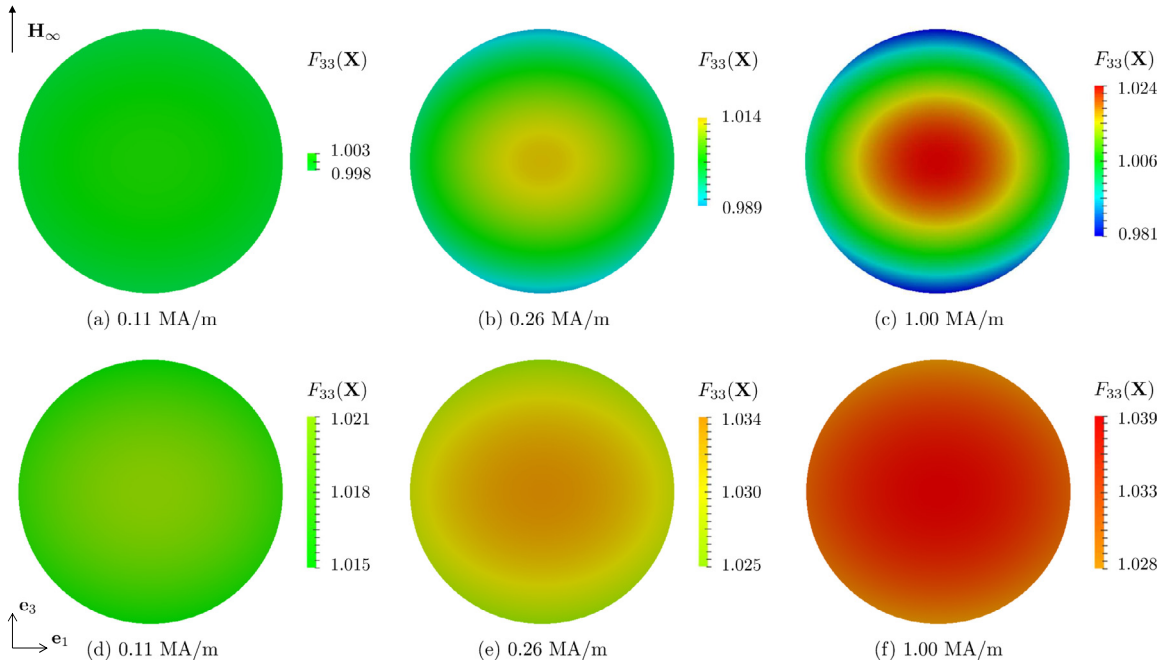 H∞
F₃₃(X)
1.003
0.998
(a) 0.11 MA/m
F₃₃(X)
1.014
0.989
(b) 0.26 MA/m
F₃₃(X)
1.024
1.006
0.981
(c) 1.00 MA/m
F₃₃(X)
1.021
1.018
1.015
e₃
e₁
(d) 0.11 MA/m
F₃₃(X)
1.034
1.030
1.025
(e) 0.26 MA/m
F₃₃(X)
1.039
1.033
1.028
(f) 1.00 MA/m